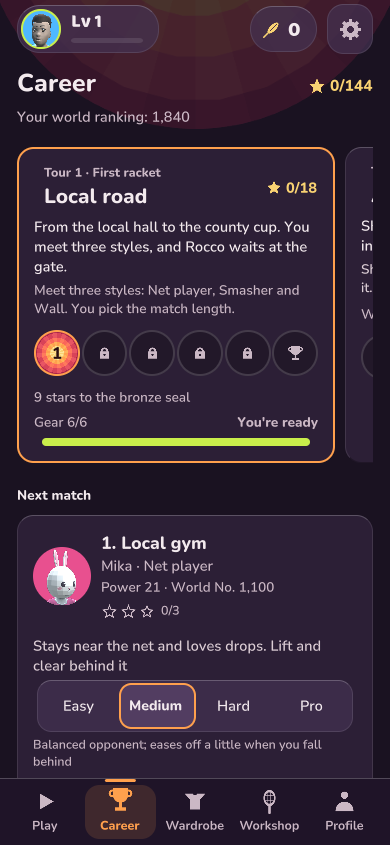 Lv 1
0
Career
0/144
Your world ranking: 1,840
Tour 1 · First racket
Local road
0/18
From the local hall to the county cup. You
meet three styles, and Rocco waits at the
gate.
Meet three styles: Net player, Smasher and
Wall. You pick the match length.
1
9 stars to the bronze seal
Gear 6/6
You're ready
Next match
1. Local gym
Mika · Net player
Power 21 · World No. 1,100
0/3
Stays near the net and loves drops. Lift and
clear behind it
Easy
Medium
Hard
Pro
Balanced opponent; eases off a little when you fall
behind
Play
Career
Wardrobe
Workshop
Profile